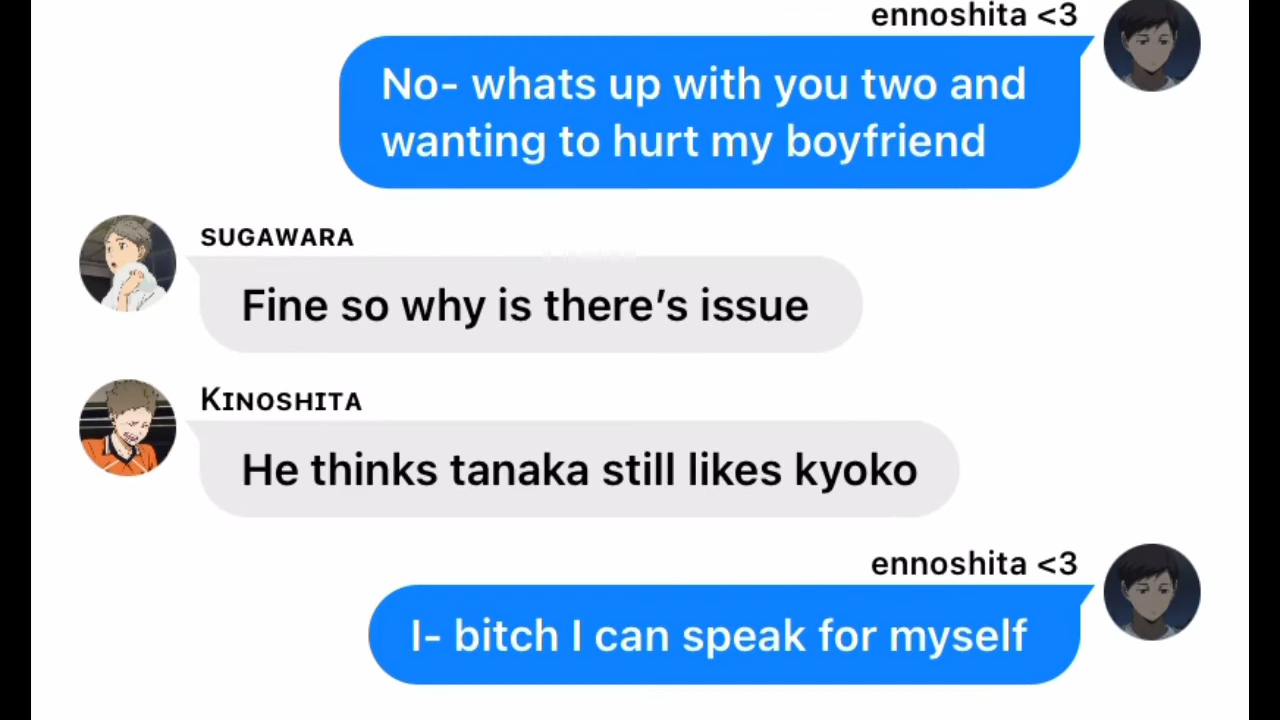 ennoshita <3
No- whats up with you two and
wanting to hurt my boyfriend
SUGAWARA
Fine so why is there’s issue
KINOSHITA
He thinks tanaka still likes kyoko
ennoshita <3
I- bitch I can speak for myself